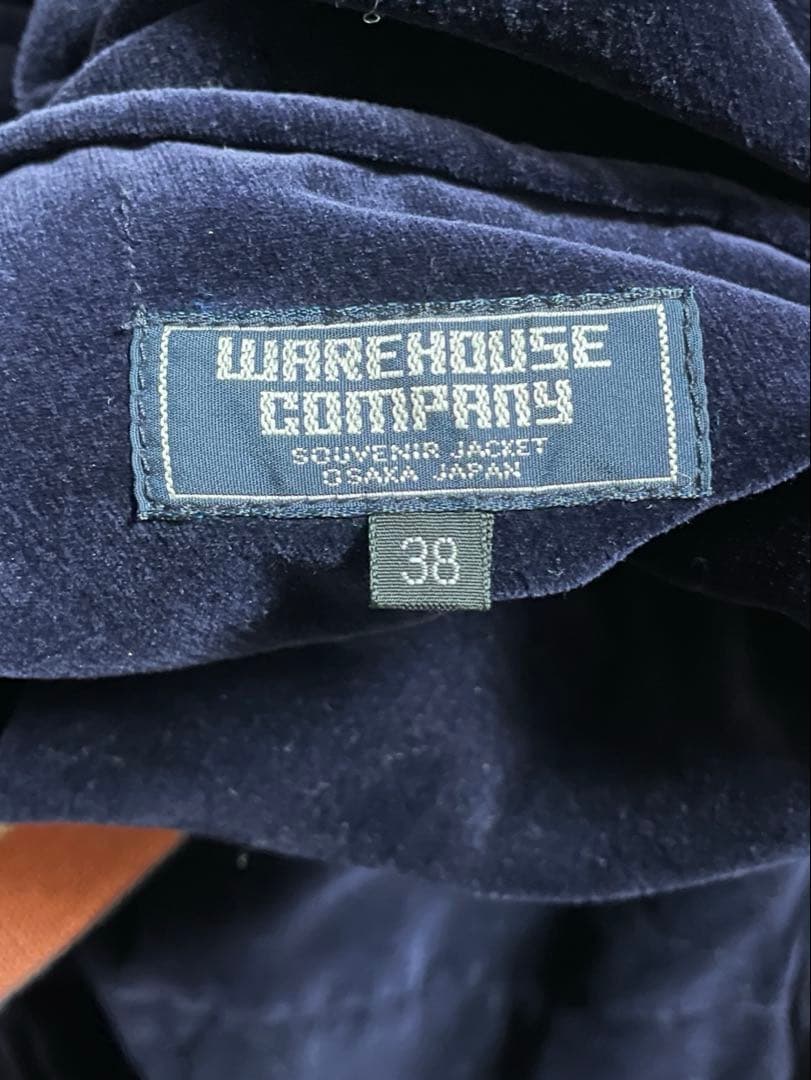 WAREHOUSE
COMPANY
SOUVENIR JACKET
OSAKA JAPAN
38